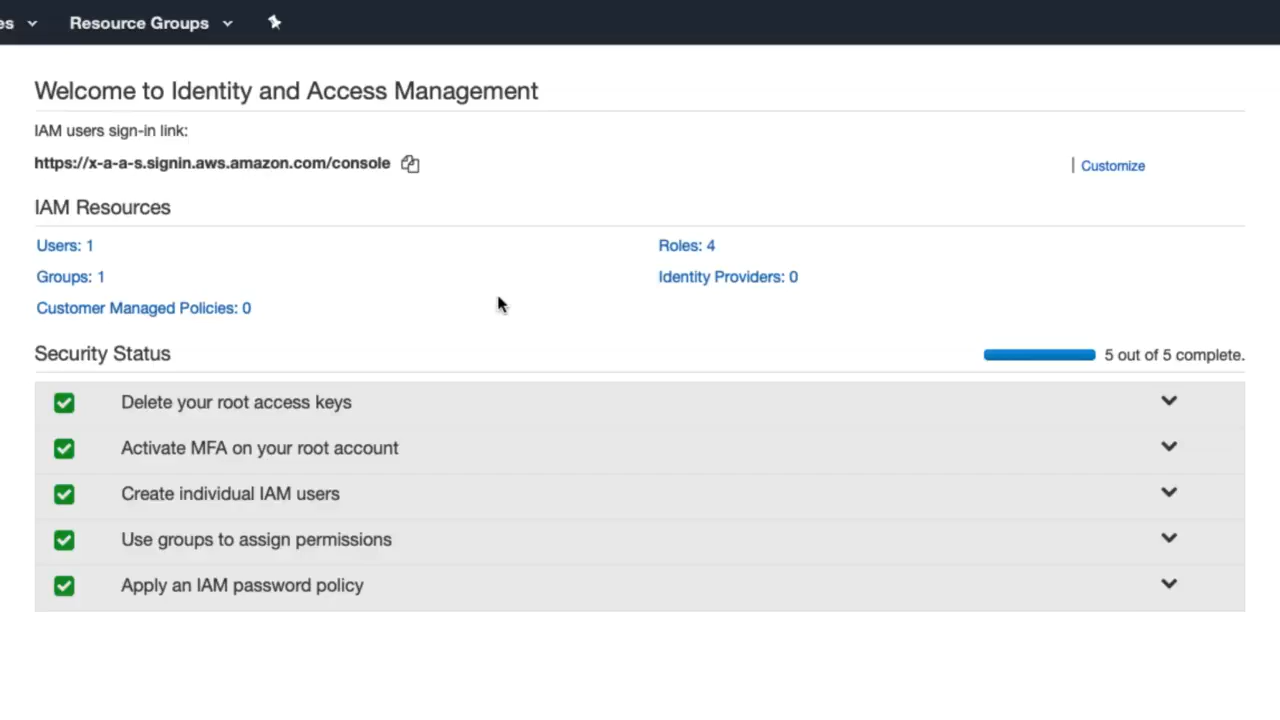 es Resource Groups
Welcome to Identity and Access Management
IAM users sign-in link:
https://x-a-a-s.signin.aws.amazon.com/console | Customize
IAM Resources
Users: 1 Roles: 4
Groups: 1 Identity Providers: 0
Customer Managed Policies: 0
Security Status 5 out of 5 complete.
Delete your root access keys
Activate MFA on your root account
Create individual IAM users
Use groups to assign permissions
Apply an IAM password policy